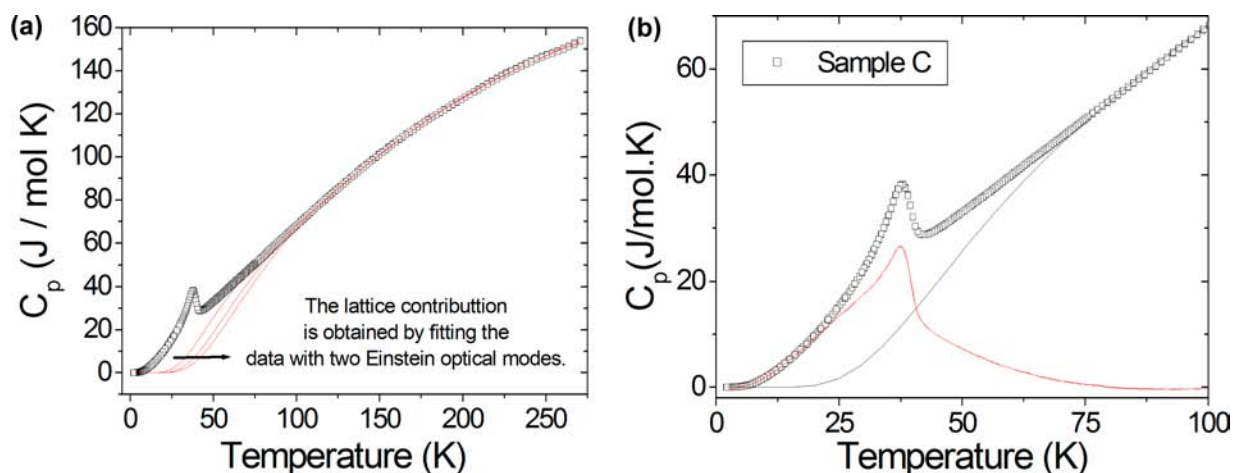 (a)
160
140
120
100
80
60
40
20
0
C_p (J / mol K)
The lattice contributtion
is obtained by fitting the
data with two Einstein optical modes.
0 50 100 150 200 250
Temperature (K)
(b)
Sample C
60
40
20
0
C_p (J/mol.K)
0 25 50 75 100
Temperature (K)